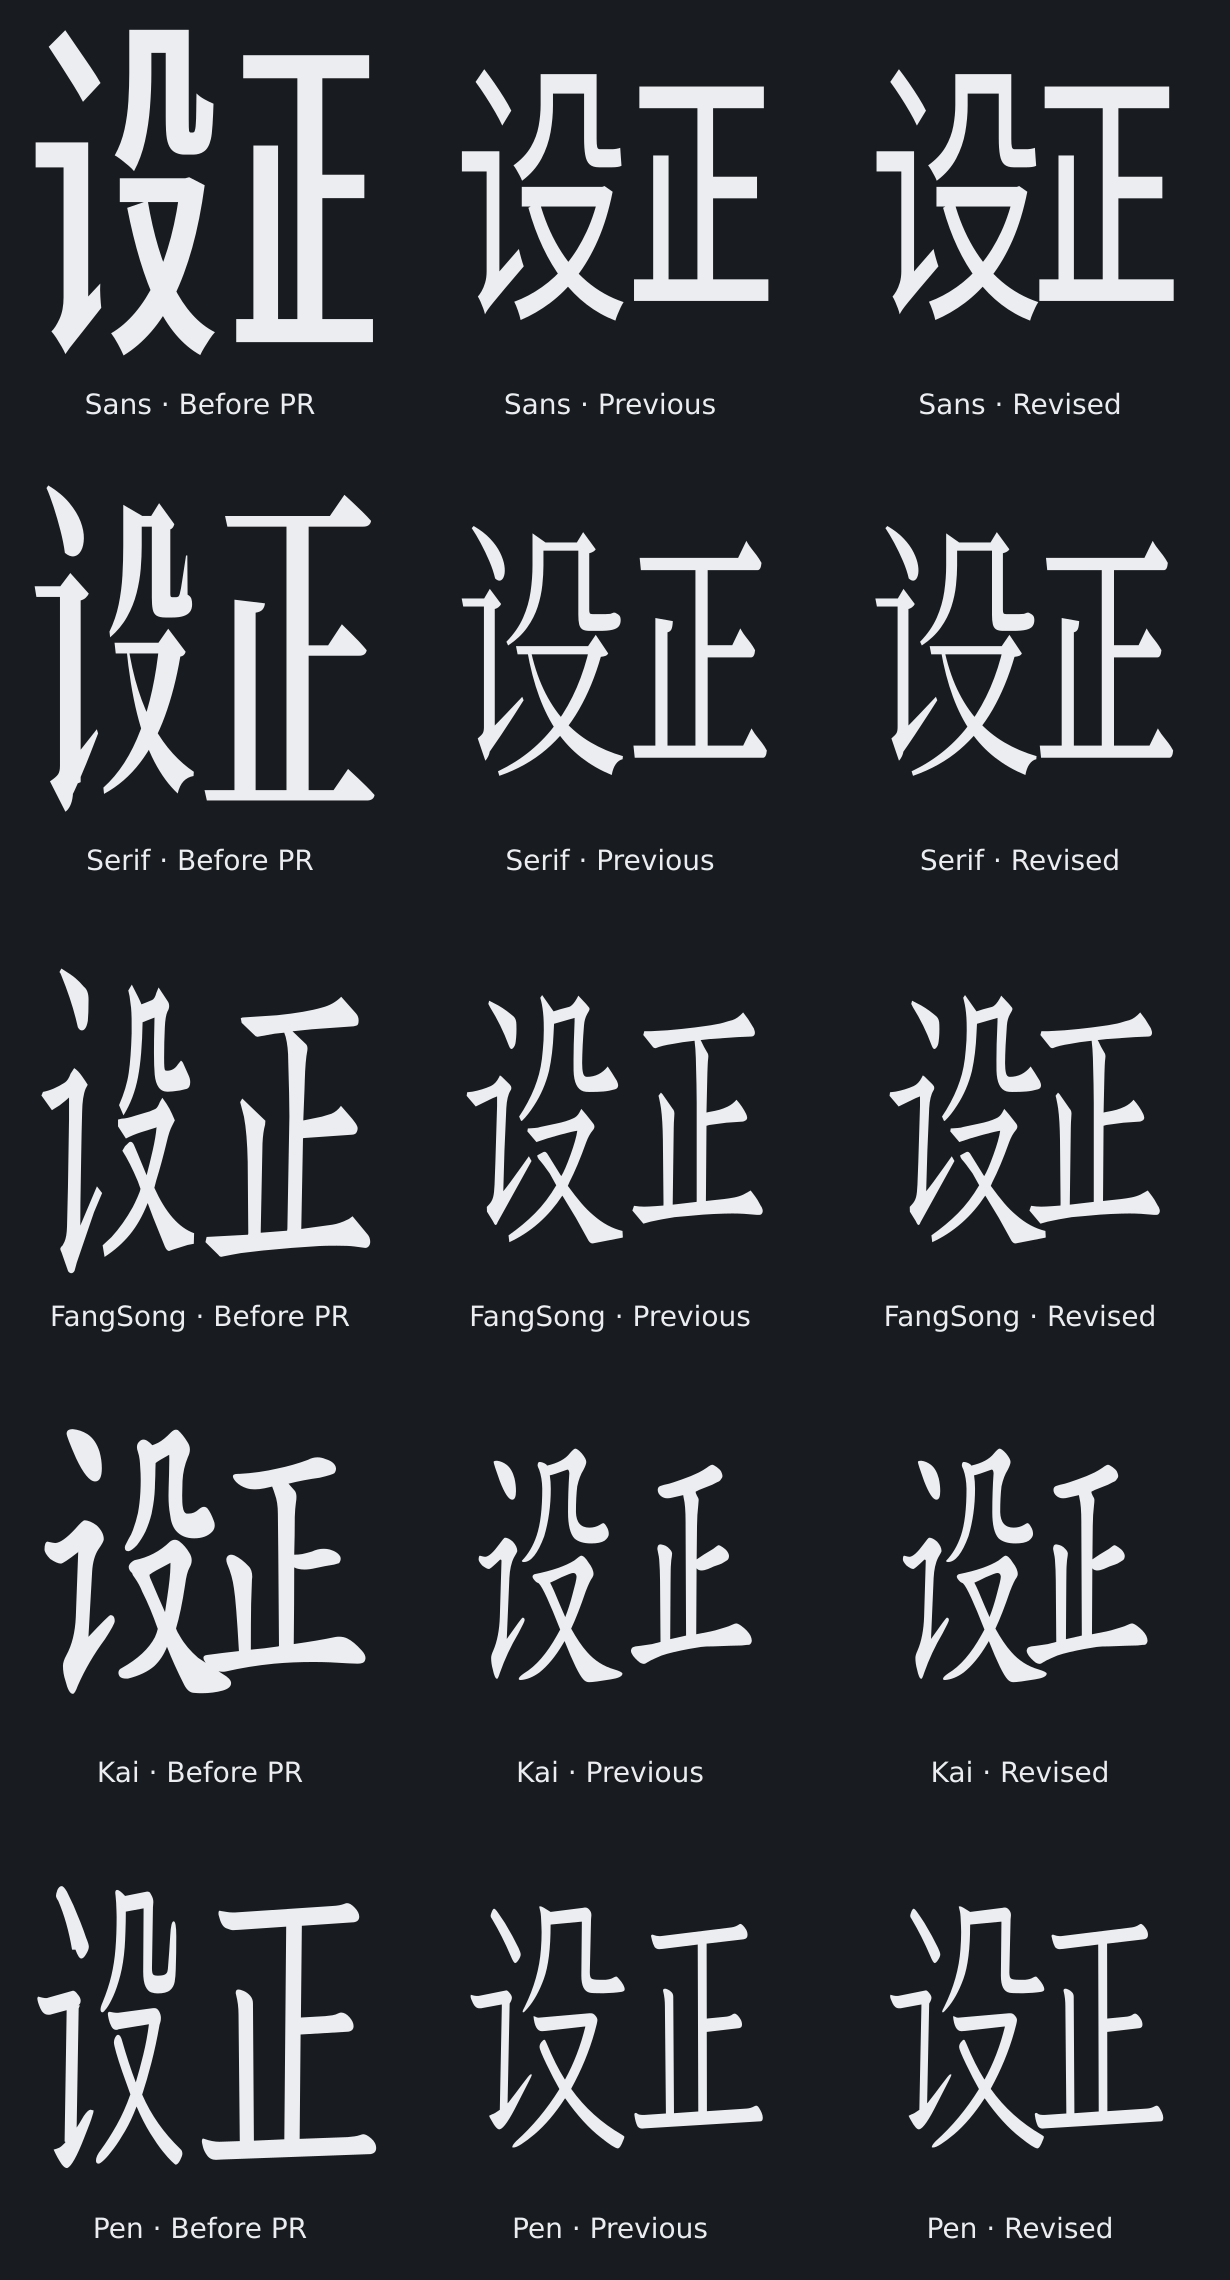 设正 设正 设正
Sans · Before PR Sans · Previous Sans · Revised
设正 设正 设正
Serif · Before PR Serif · Previous Serif · Revised
设正 设正 设正
FangSong · Before PR FangSong · Previous FangSong · Revised
设正 设正 设正
Kai · Before PR Kai · Previous Kai · Revised
设正 设正 设正
Pen · Before PR Pen · Previous Pen · Revised